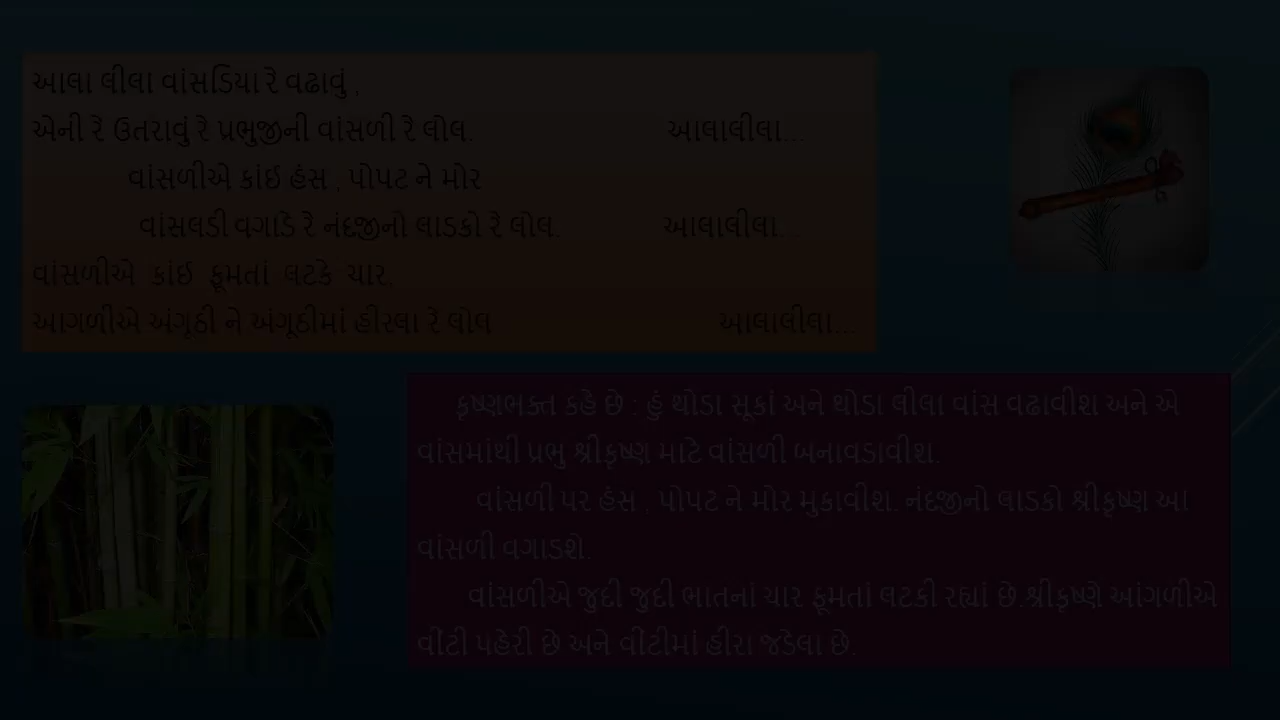 આલા લીલા વાંસડિયા રે વઢાવું ,
એની રે ઉતરાવું રે પ્રભુજીની વાંસળી રે લોલ. આલાલીલા...
વાંસળીએ કાંઈ હંસ , પોપટ ને મોર
વાંસલડી વગાડે રે નંદજીનો લાડકો રે લોલ. આલાલીલા...
વાંસળીએ કાંઈ ફૂમતાં લટકે ચાર.
આગળીએ અંગૂઠી ને અંગૂઠીમાં હીરલા રે લોલ આલાલીલા...
કૃષ્ણભક્ત કહે છે : હું થોડા સૂકાં અને થોડા લીલા વાંસ વઢાવીશ અને એ
વાંસમાંથી પ્રભુ શ્રીકૃષ્ણ માટે વાંસળી બનાવડાવીશ.
વાંસળી પર હંસ , પોપટ ને મોર મુકાવીશ. નંદજીનો લાડકો શ્રીકૃષ્ણ આ
વાંસળી વગાડશે.
વાંસળીએ જુદી જુદી ભાતનાં ચાર ફૂમતાં લટકી રહ્યાં છે.શ્રીકૃષ્ણે આંગળીએ
વીંટી પહેરી છે અને વીંટીમાં હીરા જડેલા છે.